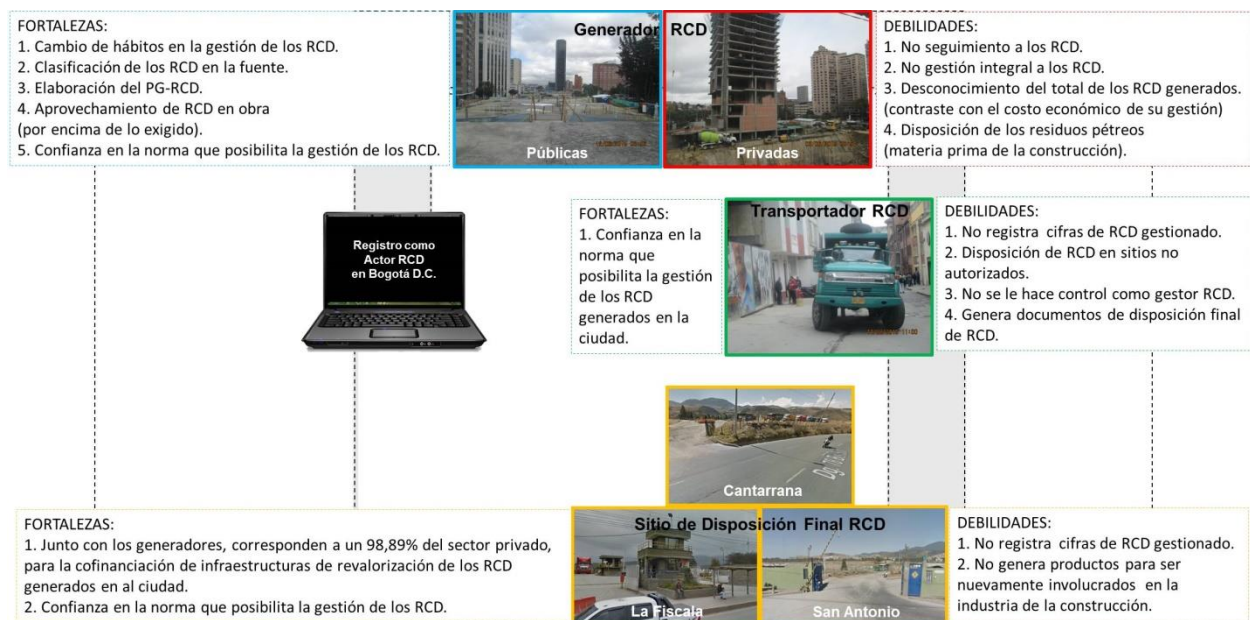 FORTALEZAS:
1. Cambio de hábitos en la gestión de los RCD.
2. Clasificación de los RCD en la fuente.
3. Elaboración del PG-RCD.
4. Aprovechamiento de RCD en obra
(por encima de lo exigido).
5. Confianza en la norma que posibilita la gestión de los RCD.
Generador RCD
Públicas
Privadas
DEBILIDADES:
1. No seguimiento a los RCD.
2. No gestión integral a los RCD.
3. Desconocimiento del total de los RCD generados.
(contraste con el costo económico de su gestión)
4. Disposición de los residuos pétreos
(materia prima de la construcción).
Registro como
Actor RCD
en Bogotá D.C.
FORTALEZAS:
1. Confianza en la
norma que
posibilita la gestión
de los RCD
generados en la
ciudad.
Transportador RCD
DEBILIDADES:
1. No registra cifras de RCD gestionado.
2. Disposición de RCD en sitios no
autorizados.
3. No se le hace control como gestor RCD.
4. Genera documentos de disposición final
de RCD.
Cantarrana
FORTALEZAS:
1. Junto con los generadores, corresponden a un 98,89% del sector privado,
para la cofinanciación de infraestructuras de revalorización de los RCD
generados en al ciudad.
2. Confianza en la norma que posibilita la gestión de los RCD.
Sitio de Disposición Final RCD
La Fiscala
San Antonio
DEBILIDADES:
1. No registra cifras de RCD gestionado.
2. No genera productos para ser
nuevamente involucrados en la
industria de la construcción.